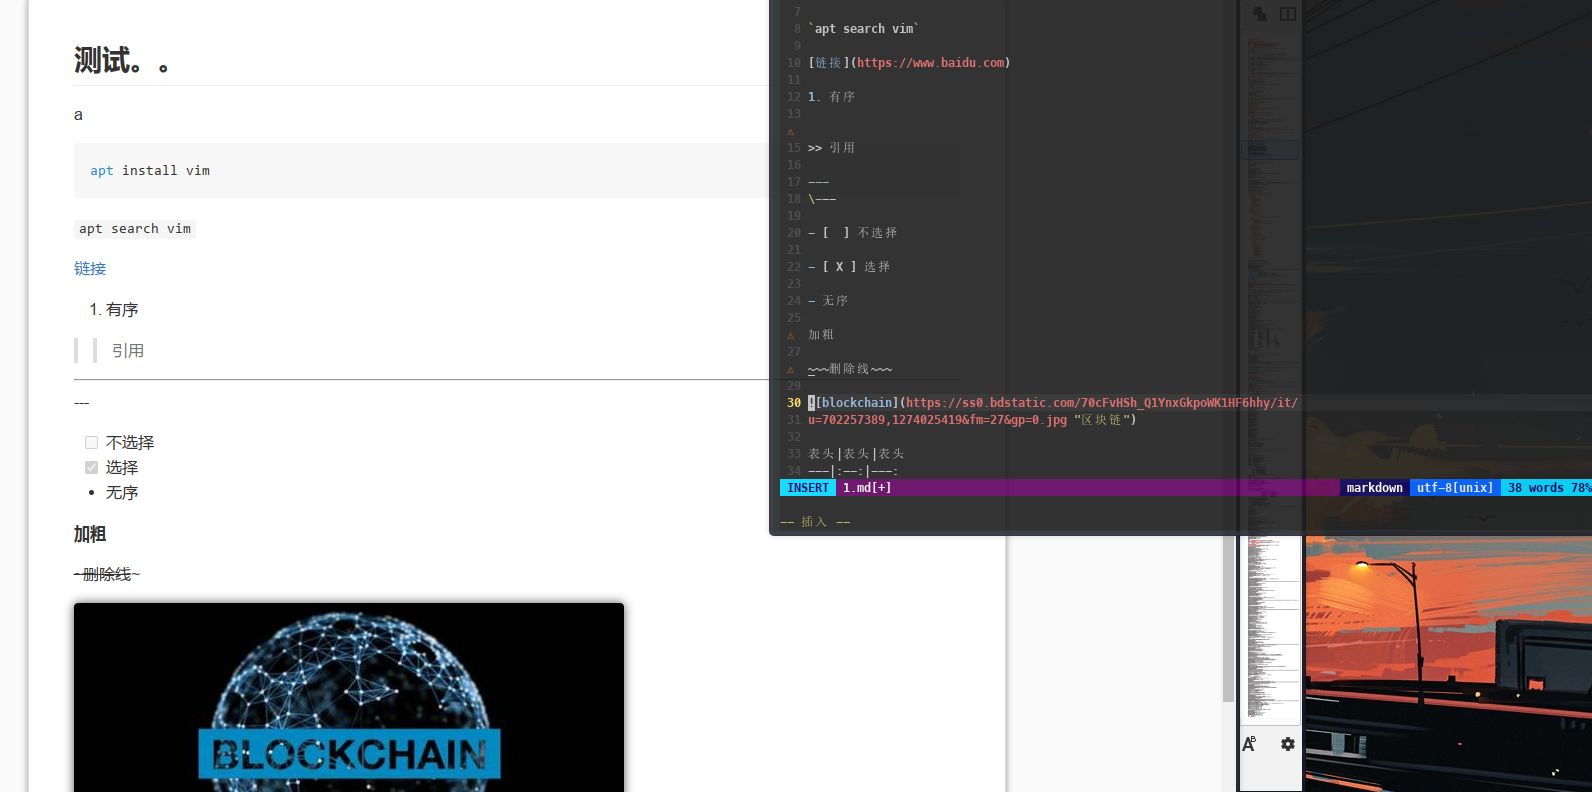 测试。。
a
apt install vim
apt search vim
链接
1. 有序
引用
---
不选择
选择
无序
加粗
~删除线~
BLOCKCHAIN
7
8 `apt search vim`
9
10 [链接](https://www.baidu.com)
11
12 1. 有序
13
⚠
15 >> 引用
16
17 ---
18 \---
19
20 - [  ] 不选择
21
22 - [ X ] 选择
23
24 - 无序
25
⚠ 加粗
27
⚠ ~~~删除线~~~
29
30 ![blockchain](https://ss0.bdstatic.com/70cFvHSh_Q1YnxGkpoWK1HF6hhy/it/
31 u=702257389,1274025419&fm=27&gp=0.jpg "区块链")
32
33 表头|表头|表头
34 ---|:--:|---:
INSERT 1.md[+] markdown utf-8[unix] 38 words 78%
-- 插入 --